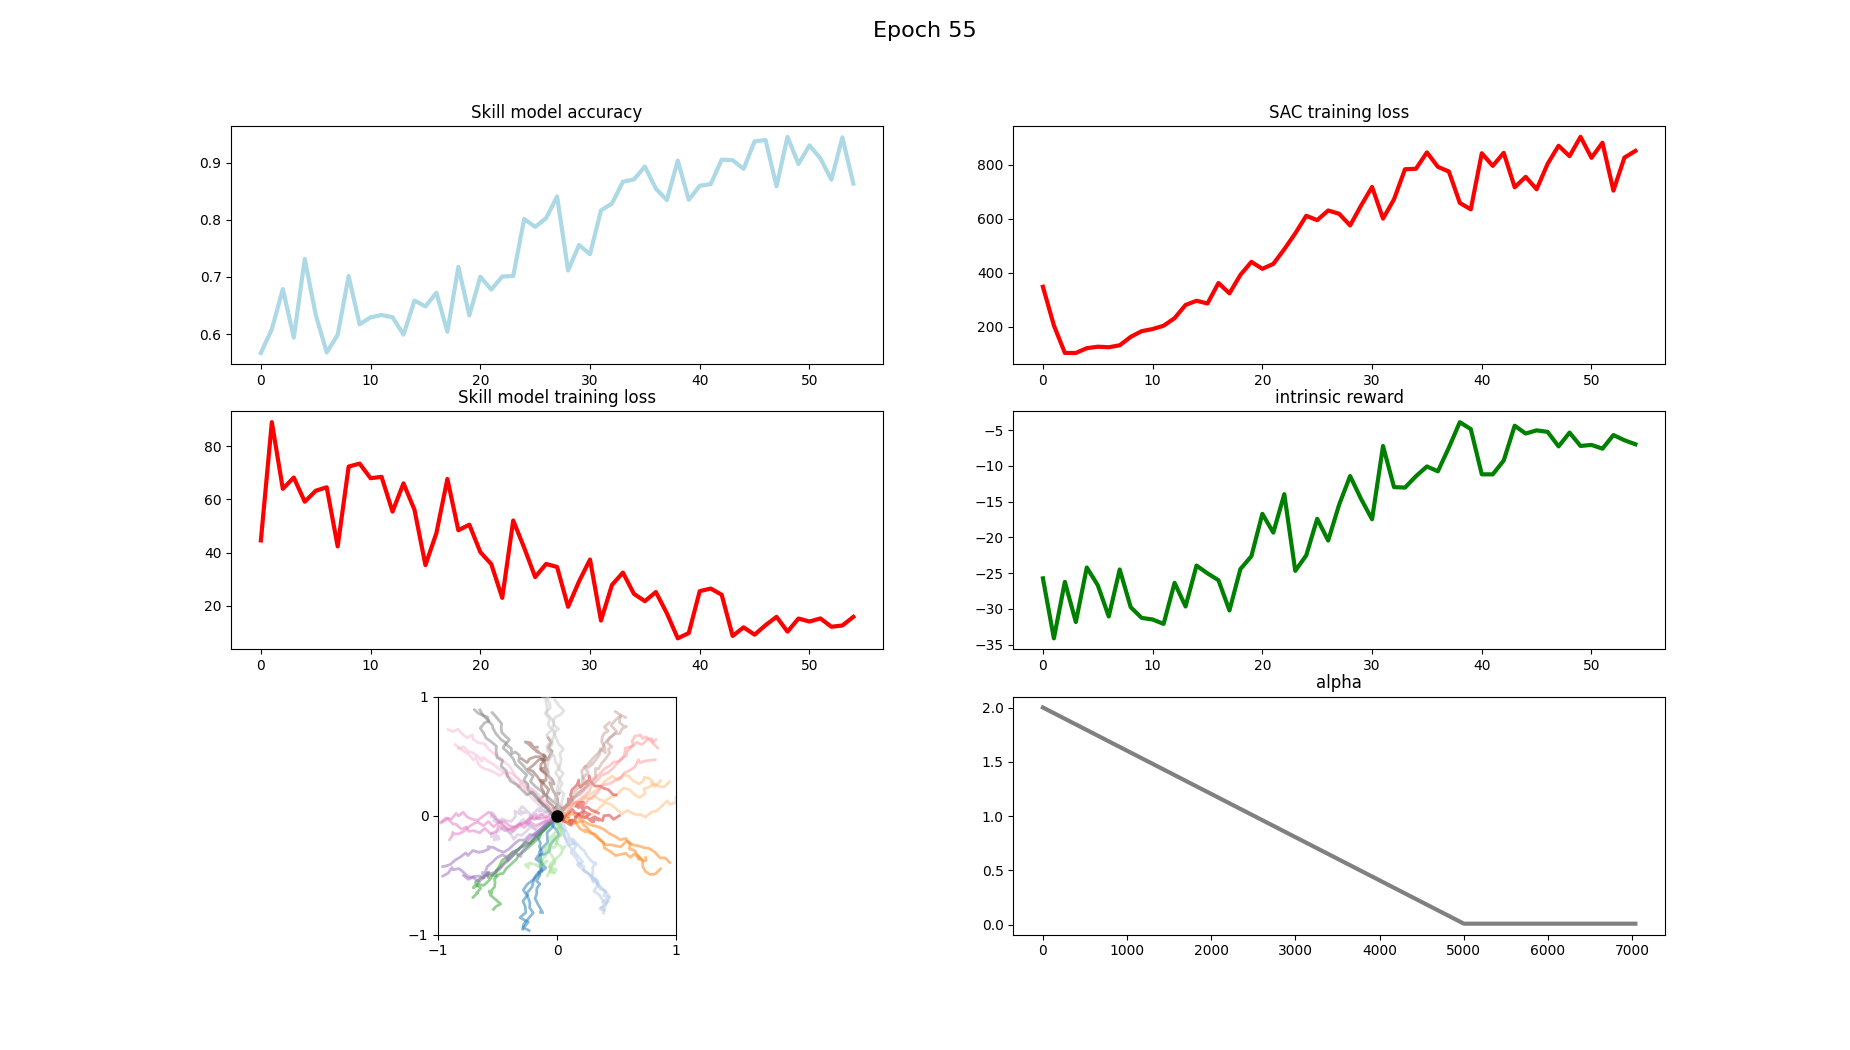 Epoch 55
Skill model accuracy
0.9
0.8
0.7
0.6
0 10 20 30 40 50
SAC training loss
800
600
400
200
0 10 20 30 40 50
Skill model training loss
80
60
40
20
0 10 20 30 40 50
intrinsic reward
−5
−10
−15
−20
−25
−30
−35
0 10 20 30 40 50
1
0
−1
−1 0 1
alpha
2.0
1.5
1.0
0.5
0.0
0 1000 2000 3000 4000 5000 6000 7000